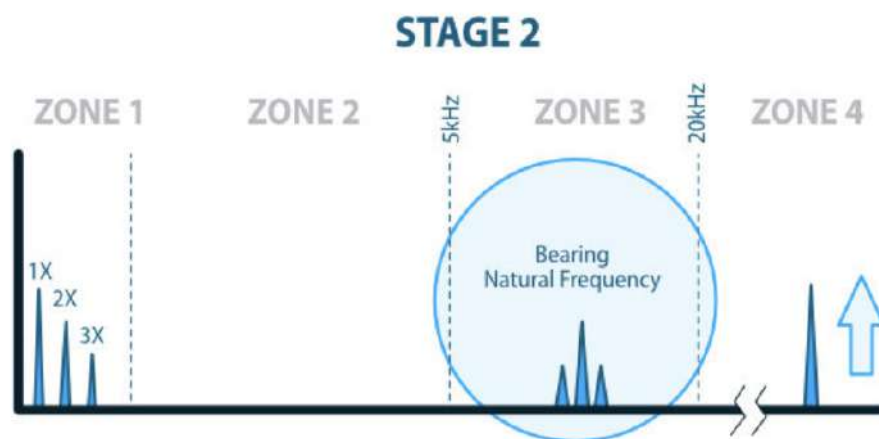 STAGE 2
ZONE 1
ZONE 2
5kHz
ZONE 3
20kHz
ZONE 4
Bearing
Natural Frequency
1X
2X
3X